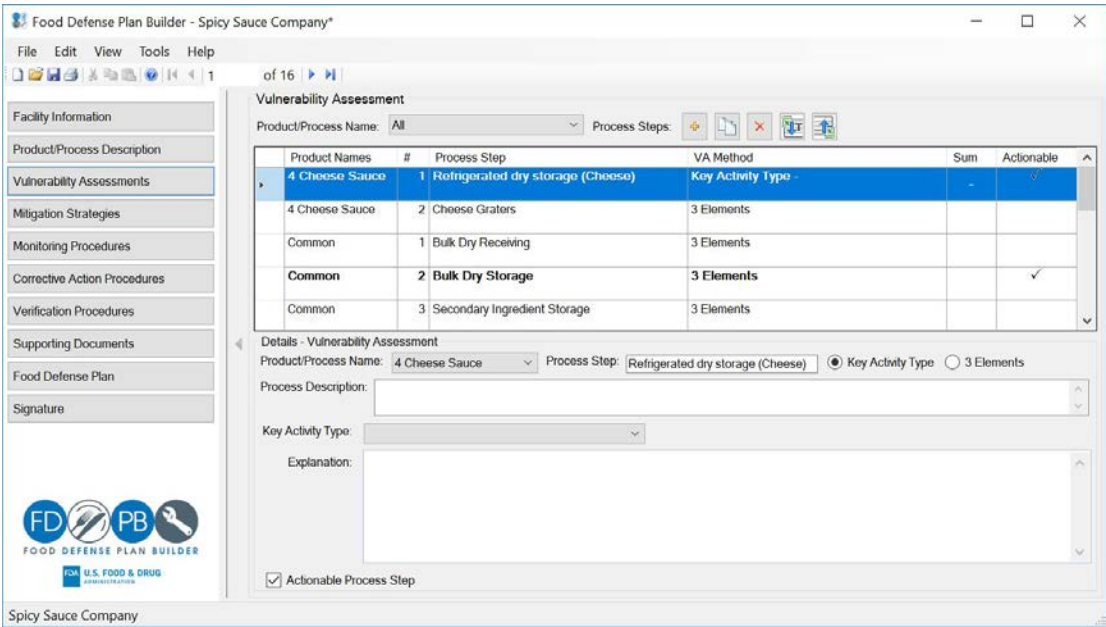 Food Defense Plan Builder - Spicy Sauce Company*
File Edit View Tools Help
1 of 16
Facility Information
Product/Process Description
Vulnerability Assessments
Mitigation Strategies
Monitoring Procedures
Corrective Action Procedures
Verification Procedures
Supporting Documents
Food Defense Plan
Signature
FD PB
FOOD DEFENSE PLAN BUILDER
FDA U.S. FOOD & DRUG
ADMINISTRATION
Vulnerability Assessment
Product/Process Name: All Process Steps:
Product Names # Process Step VA Method Sum Actionable
4 Cheese Sauce 1 Refrigerated dry storage (Cheese) Key Activity Type - - ✓
4 Cheese Sauce 2 Cheese Graters 3 Elements
Common 1 Bulk Dry Receiving 3 Elements
Common 2 Bulk Dry Storage 3 Elements ✓
Common 3 Secondary Ingredient Storage 3 Elements
Details - Vulnerability Assessment
Product/Process Name: 4 Cheese Sauce Process Step: Refrigerated dry storage (Cheese) Key Activity Type 3 Elements
Process Description:
Key Activity Type:
Explanation:
Actionable Process Step
Spicy Sauce Company